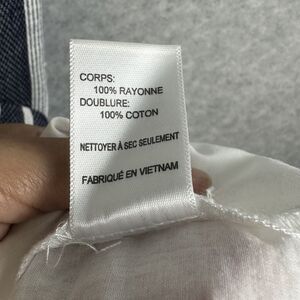 CORPS:
100% RAYONNE
DOUBLURE:
100% COTON
NETTOYER À SEC SEULEMENT
FABRIQUÉ EN VIETNAM